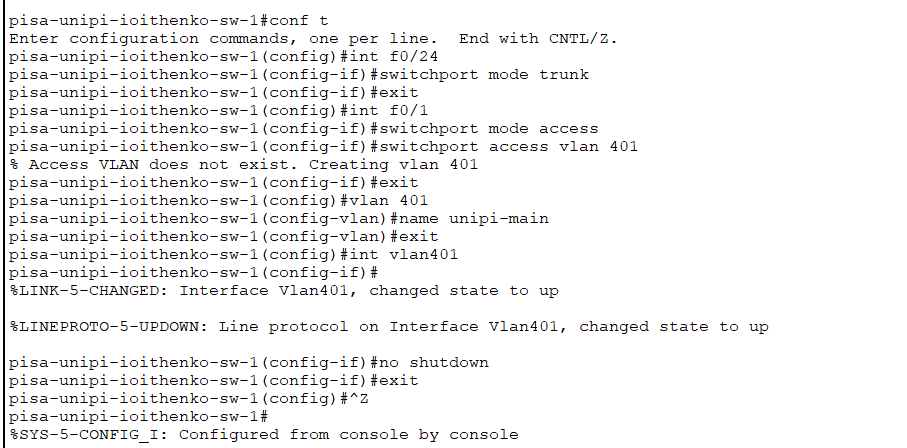 pisa-unipi-ioithenko-sw-1#conf t
Enter configuration commands, one per line.  End with CNTL/Z.
pisa-unipi-ioithenko-sw-1(config)#int f0/24
pisa-unipi-ioithenko-sw-1(config-if)#switchport mode trunk
pisa-unipi-ioithenko-sw-1(config-if)#exit
pisa-unipi-ioithenko-sw-1(config)#int f0/1
pisa-unipi-ioithenko-sw-1(config-if)#switchport mode access
pisa-unipi-ioithenko-sw-1(config-if)#switchport access vlan 401
% Access VLAN does not exist. Creating vlan 401
pisa-unipi-ioithenko-sw-1(config-if)#exit
pisa-unipi-ioithenko-sw-1(config)#vlan 401
pisa-unipi-ioithenko-sw-1(config-vlan)#name unipi-main
pisa-unipi-ioithenko-sw-1(config-vlan)#exit
pisa-unipi-ioithenko-sw-1(config)#int vlan401
pisa-unipi-ioithenko-sw-1(config-if)#
%LINK-5-CHANGED: Interface Vlan401, changed state to up
%LINEPROTO-5-UPDOWN: Line protocol on Interface Vlan401, changed state to up
pisa-unipi-ioithenko-sw-1(config-if)#no shutdown
pisa-unipi-ioithenko-sw-1(config-if)#exit
pisa-unipi-ioithenko-sw-1(config)#^Z
pisa-unipi-ioithenko-sw-1#
%SYS-5-CONFIG_I: Configured from console by console